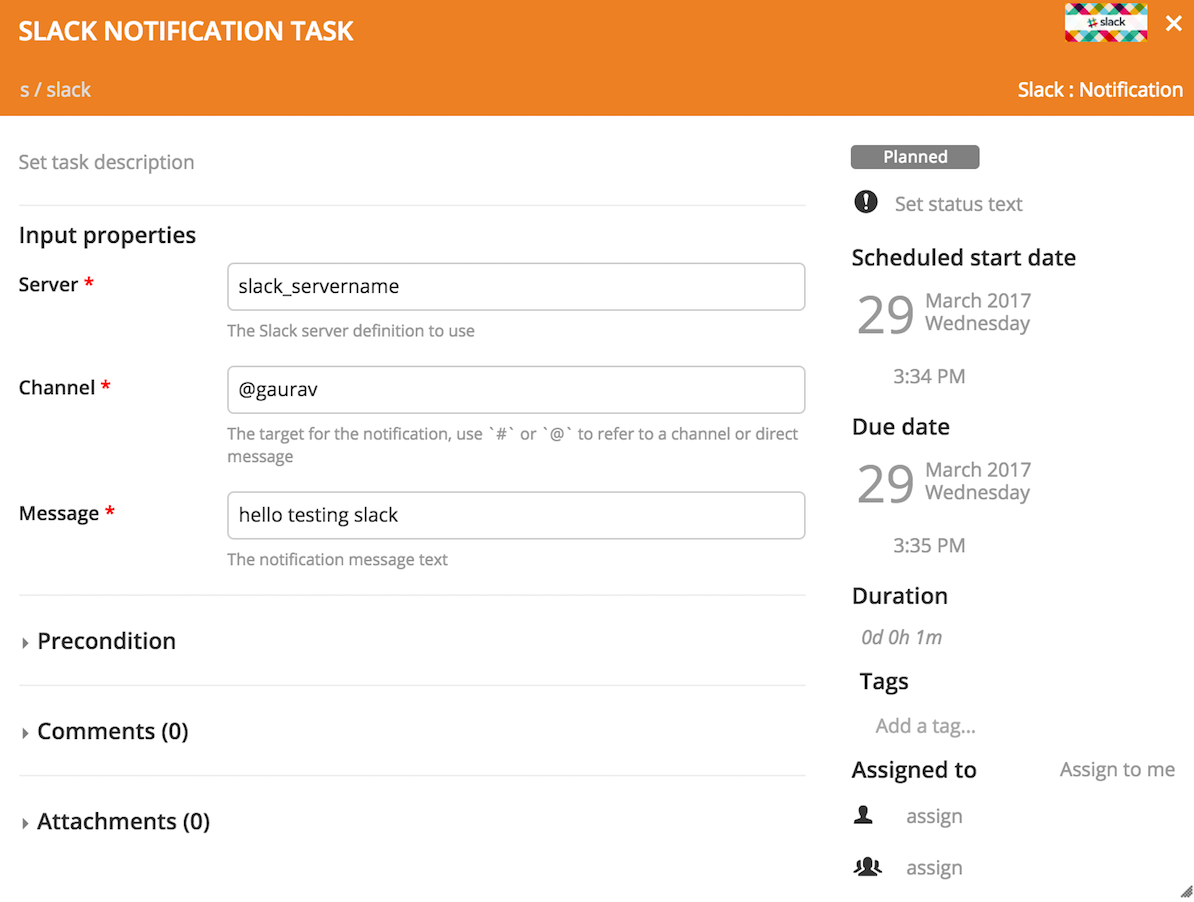 SLACK NOTIFICATION TASK
slack
s / slack
Slack : Notification
Set task description
Input properties
Server *
slack_servername
The Slack server definition to use
Channel *
@gaurav
The target for the notification, use `#` or `@` to refer to a channel or direct
message
Message *
hello testing slack
The notification message text
Precondition
Comments (0)
Attachments (0)
Planned
Set status text
Scheduled start date
29
March 2017
Wednesday
3:34 PM
Due date
29
March 2017
Wednesday
3:35 PM
Duration
0d 0h 1m
Tags
Add a tag...
Assigned to
Assign to me
assign
assign